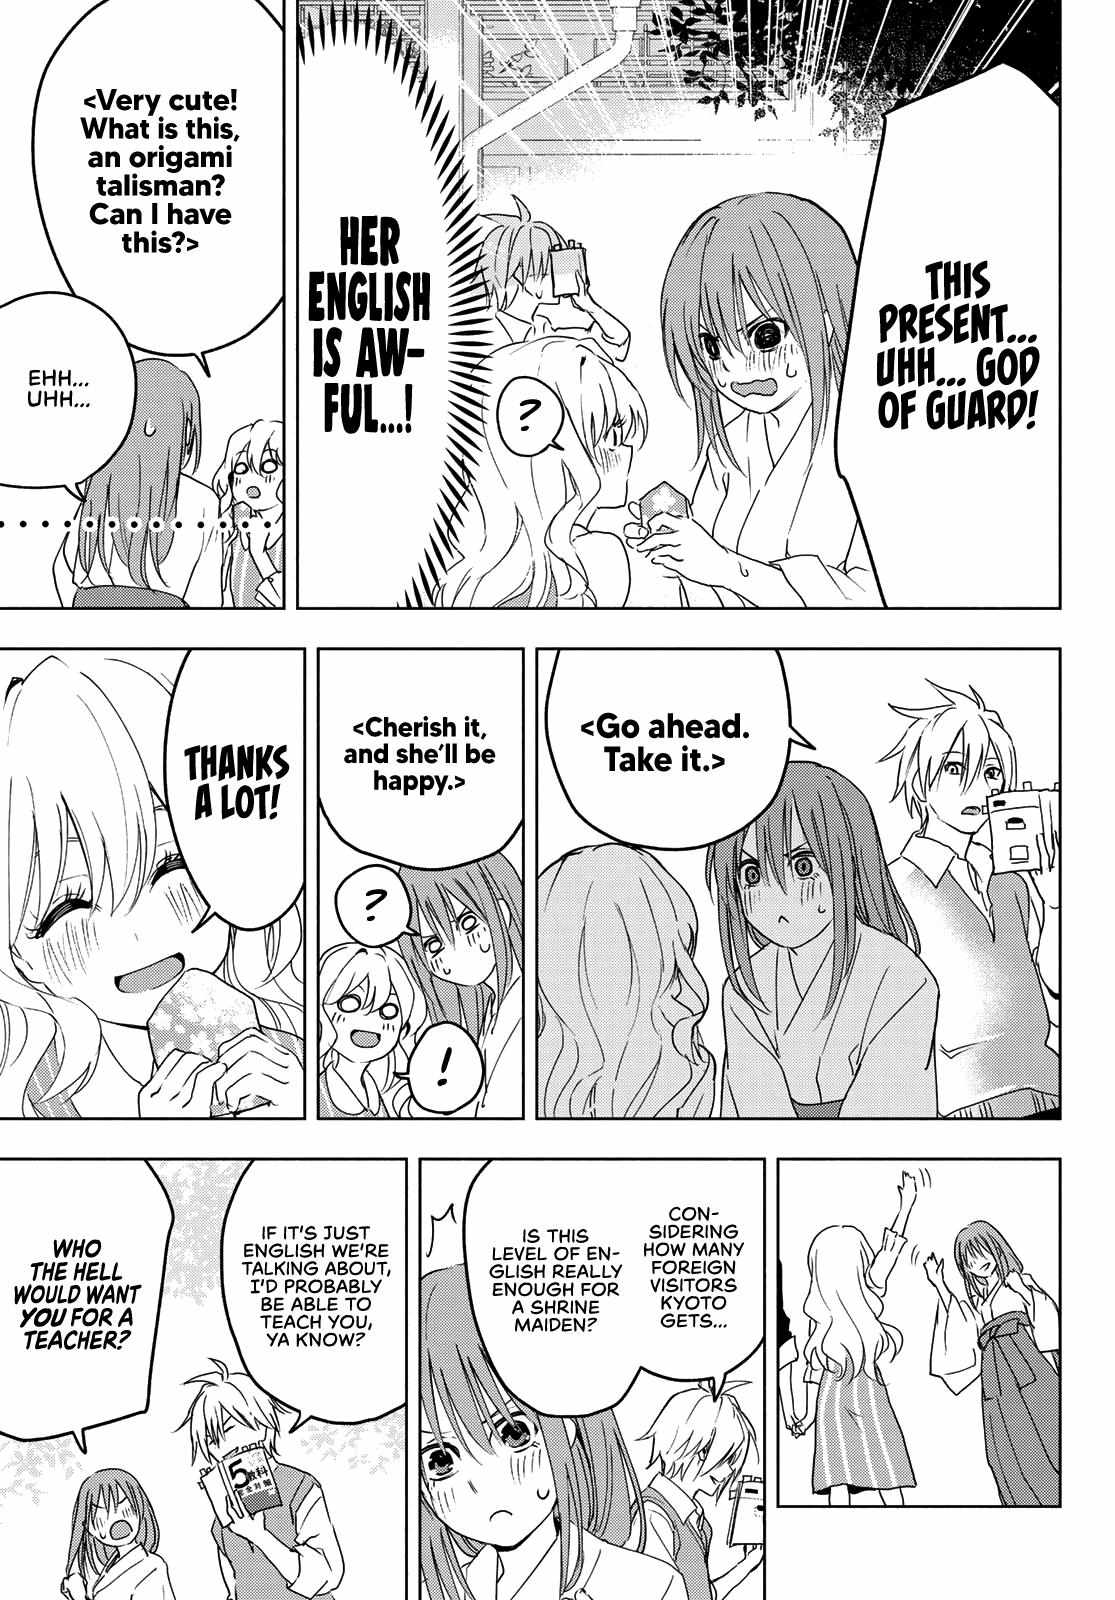 THIS
PRESENT...
UHH... GOD
OF GUARD!
?
HER
ENGLISH
IS AW-
FUL...!
<Very cute!
What is this,
an origami
talisman?
Can I have
this?>
EHH...
UHH...
<Go ahead.
Take it.>
<Cherish it,
and she'll be
happy.>
?
!
THANKS
A LOT!
CON-
SIDERING
HOW MANY
FOREIGN
VISITORS
KYOTO
GETS...
IS THIS
LEVEL OF EN-
GLISH REALLY
ENOUGH FOR
A SHRINE
MAIDEN?
IF IT'S JUST
ENGLISH WE'RE
TALKING ABOUT,
I'D PROBABLY
BE ABLE TO
TEACH YOU,
YA KNOW?
5教科
WHO
THE HELL
WOULD WANT
YOU FOR A
TEACHER?